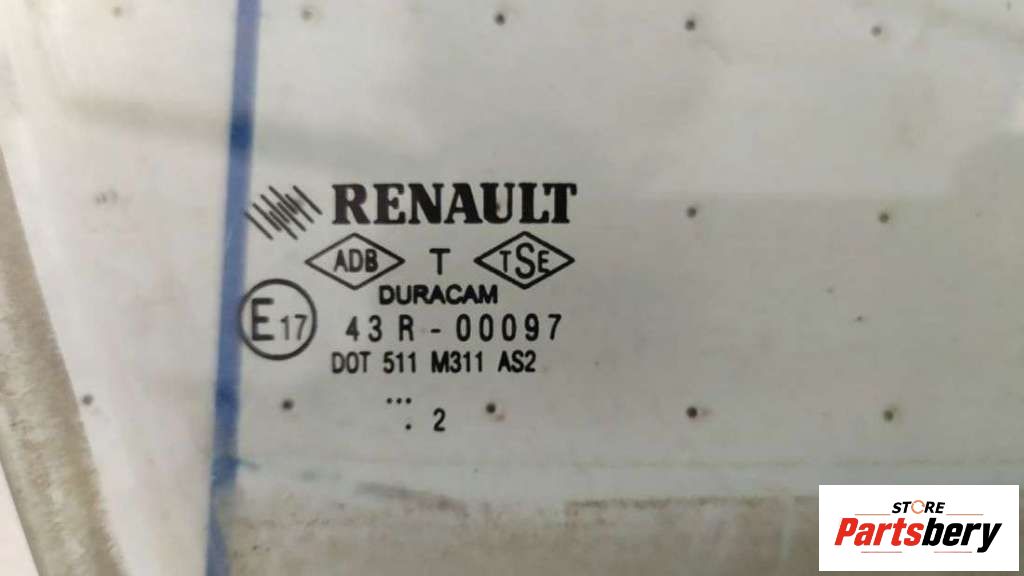 RENAULT
ADB T TSE
DURACAM
E17 43R-00097
DOT 511 M311 AS2
...
. 2
STORE
Partsbery